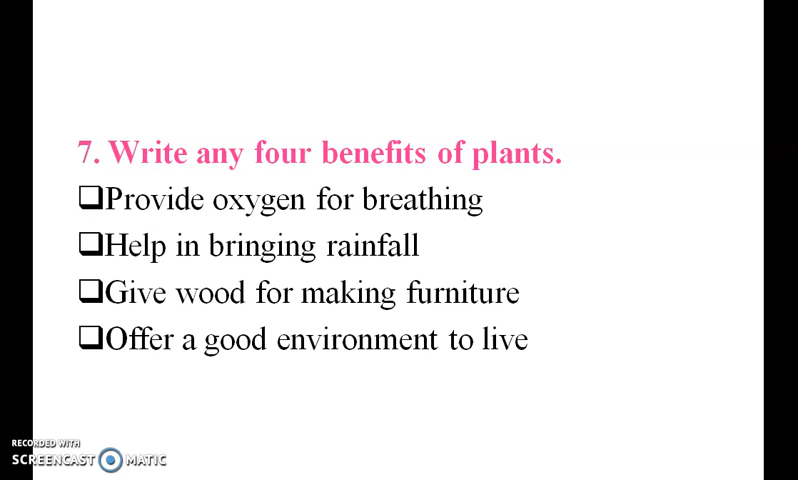 7. Write any four benefits of plants.
❑Provide oxygen for breathing
❑Help in bringing rainfall
❑Give wood for making furniture
❑Offer a good environment to live
RECORDED WITH
SCREENCAST MATIC